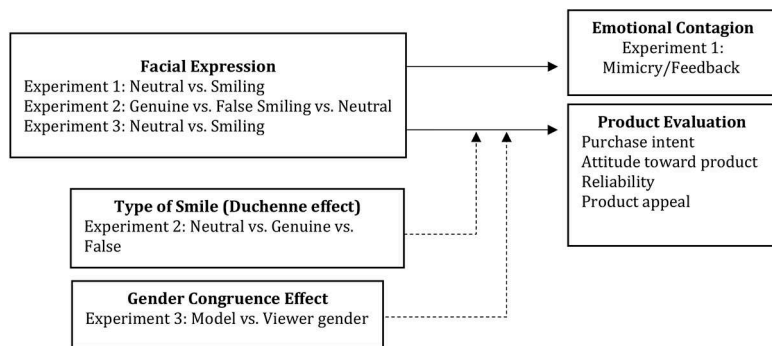 Facial Expression
Experiment 1: Neutral vs. Smiling
Experiment 2: Genuine vs. False Smiling vs. Neutral
Experiment 3: Neutral vs. Smiling
Emotional Contagion
Experiment 1:
Mimicry/Feedback
Product Evaluation
Purchase intent
Attitude toward product
Reliability
Product appeal
Type of Smile (Duchenne effect)
Experiment 2: Neutral vs. Genuine vs.
False
Gender Congruence Effect
Experiment 3: Model vs. Viewer gender